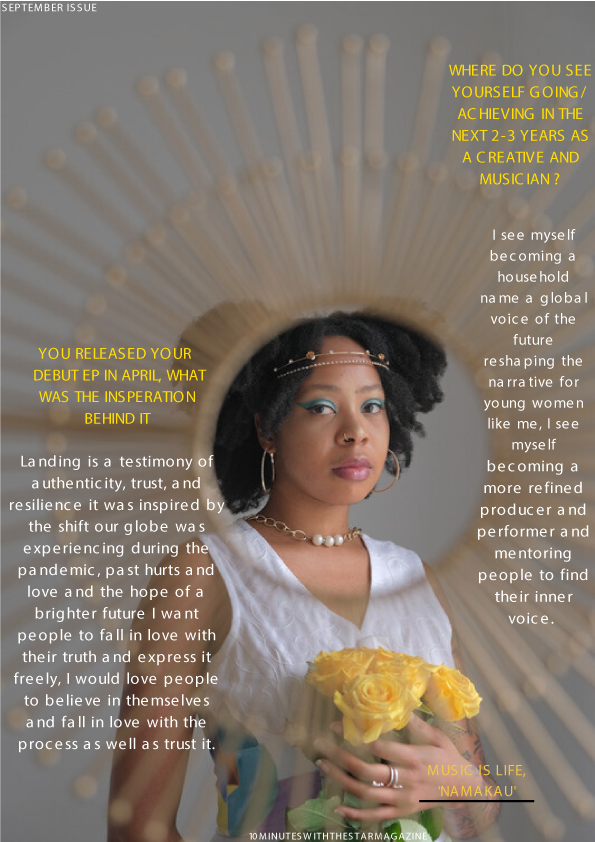 SEPTEMBER ISSUE
WHERE DO YOU SEE
YOURSELF GOING/
ACHIEVING IN THE
NEXT 2-3 YEARS AS
A CREATIVE AND
MUSICIAN ?
I see myself
becoming a
household
name a global
voice of the
future
reshaping the
narrative for
young women
like me, I see
myself
becoming a
more refined
producer and
performer and
mentoring
people to find
their inner
voice.
YOU RELEASED YOUR
DEBUT EP IN APRIL, WHAT
WAS THE INSPERATION
BEHIND IT
Landing is a testimony of
authenticity, trust, and
resilience it was inspired by
the shift our globe was
experiencing during the
pandemic, past hurts and
love and the hope of a
brighter future I want
people to fall in love with
their truth and express it
freely, I would love people
to believe in themselves
and fall in love with the
process as well as trust it.
MUSIC IS LIFE,
'NAMAKAU'
10MINUTESWITHTHESTARMAGAZINE